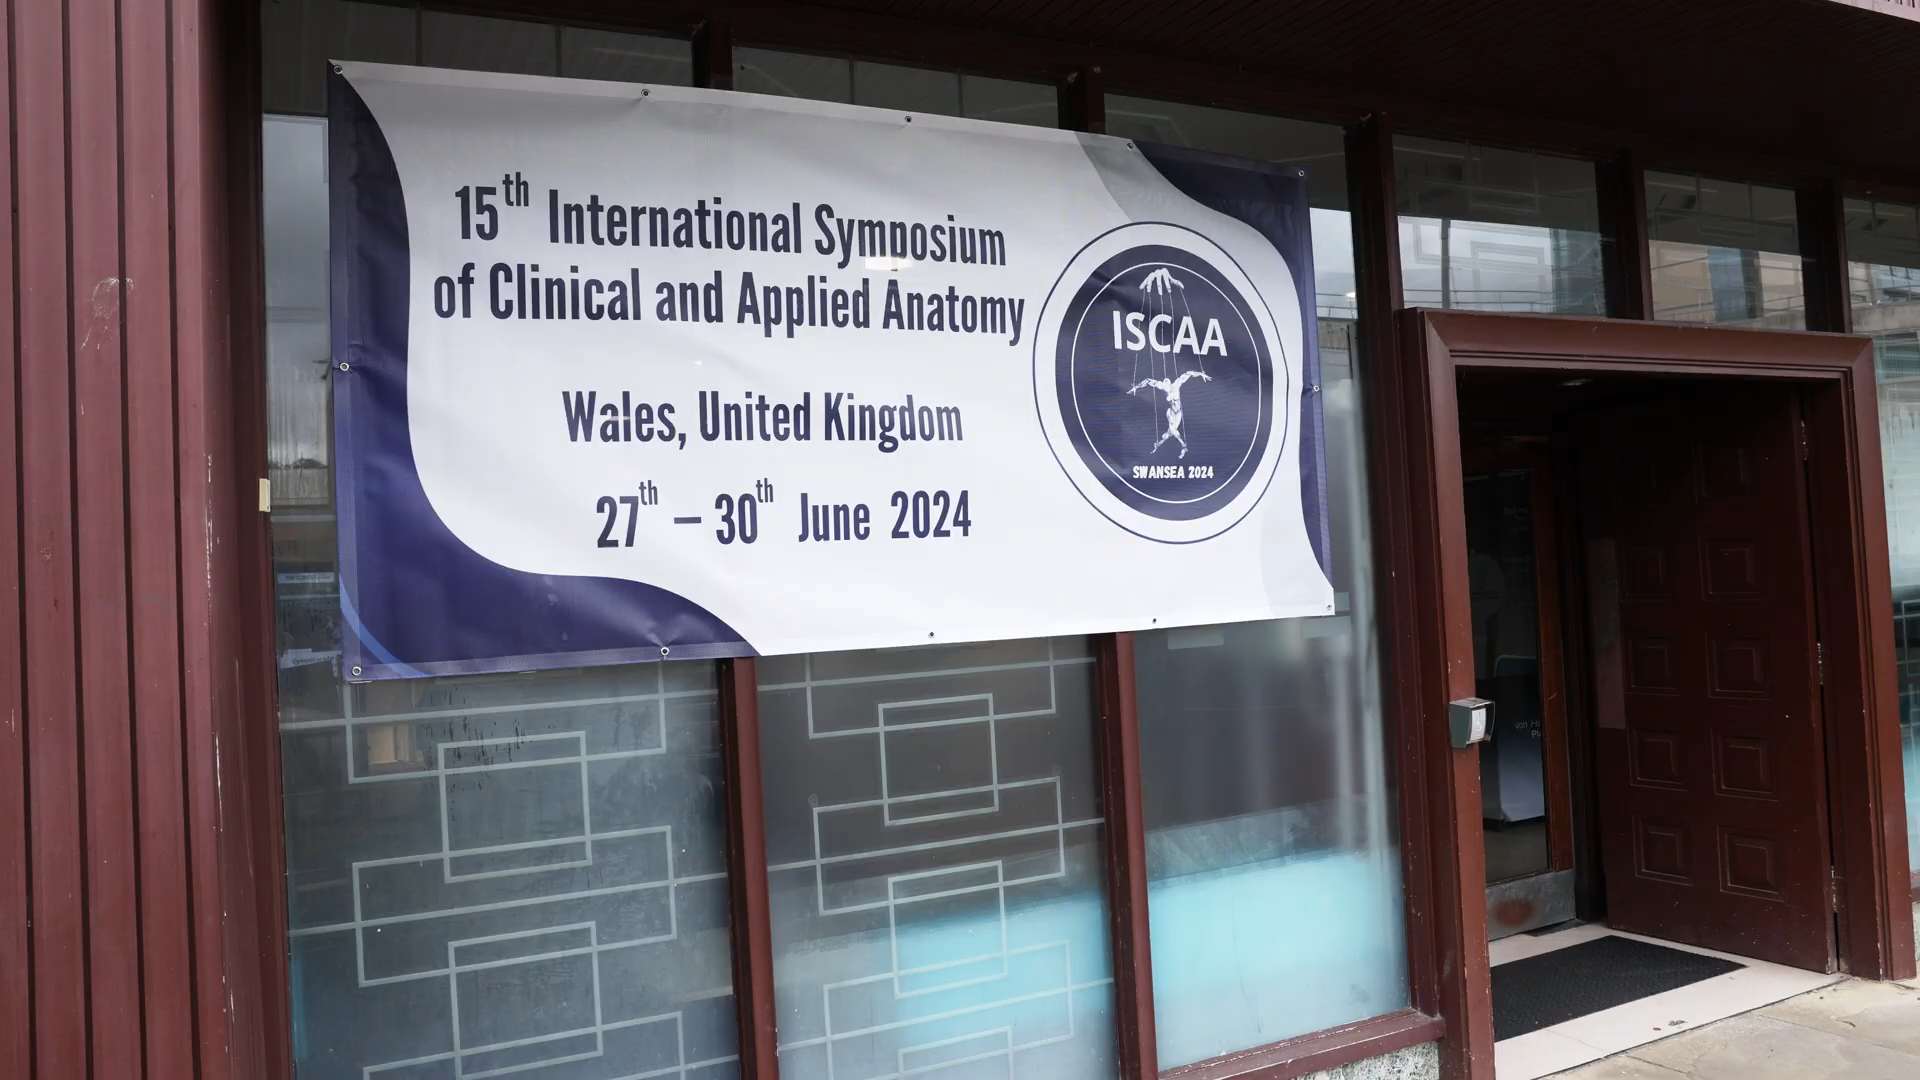 15th International Symposium
of Clinical and Applied Anatomy
Wales, United Kingdom
27th – 30th June 2024
ISCAA
SWANSEA 2024